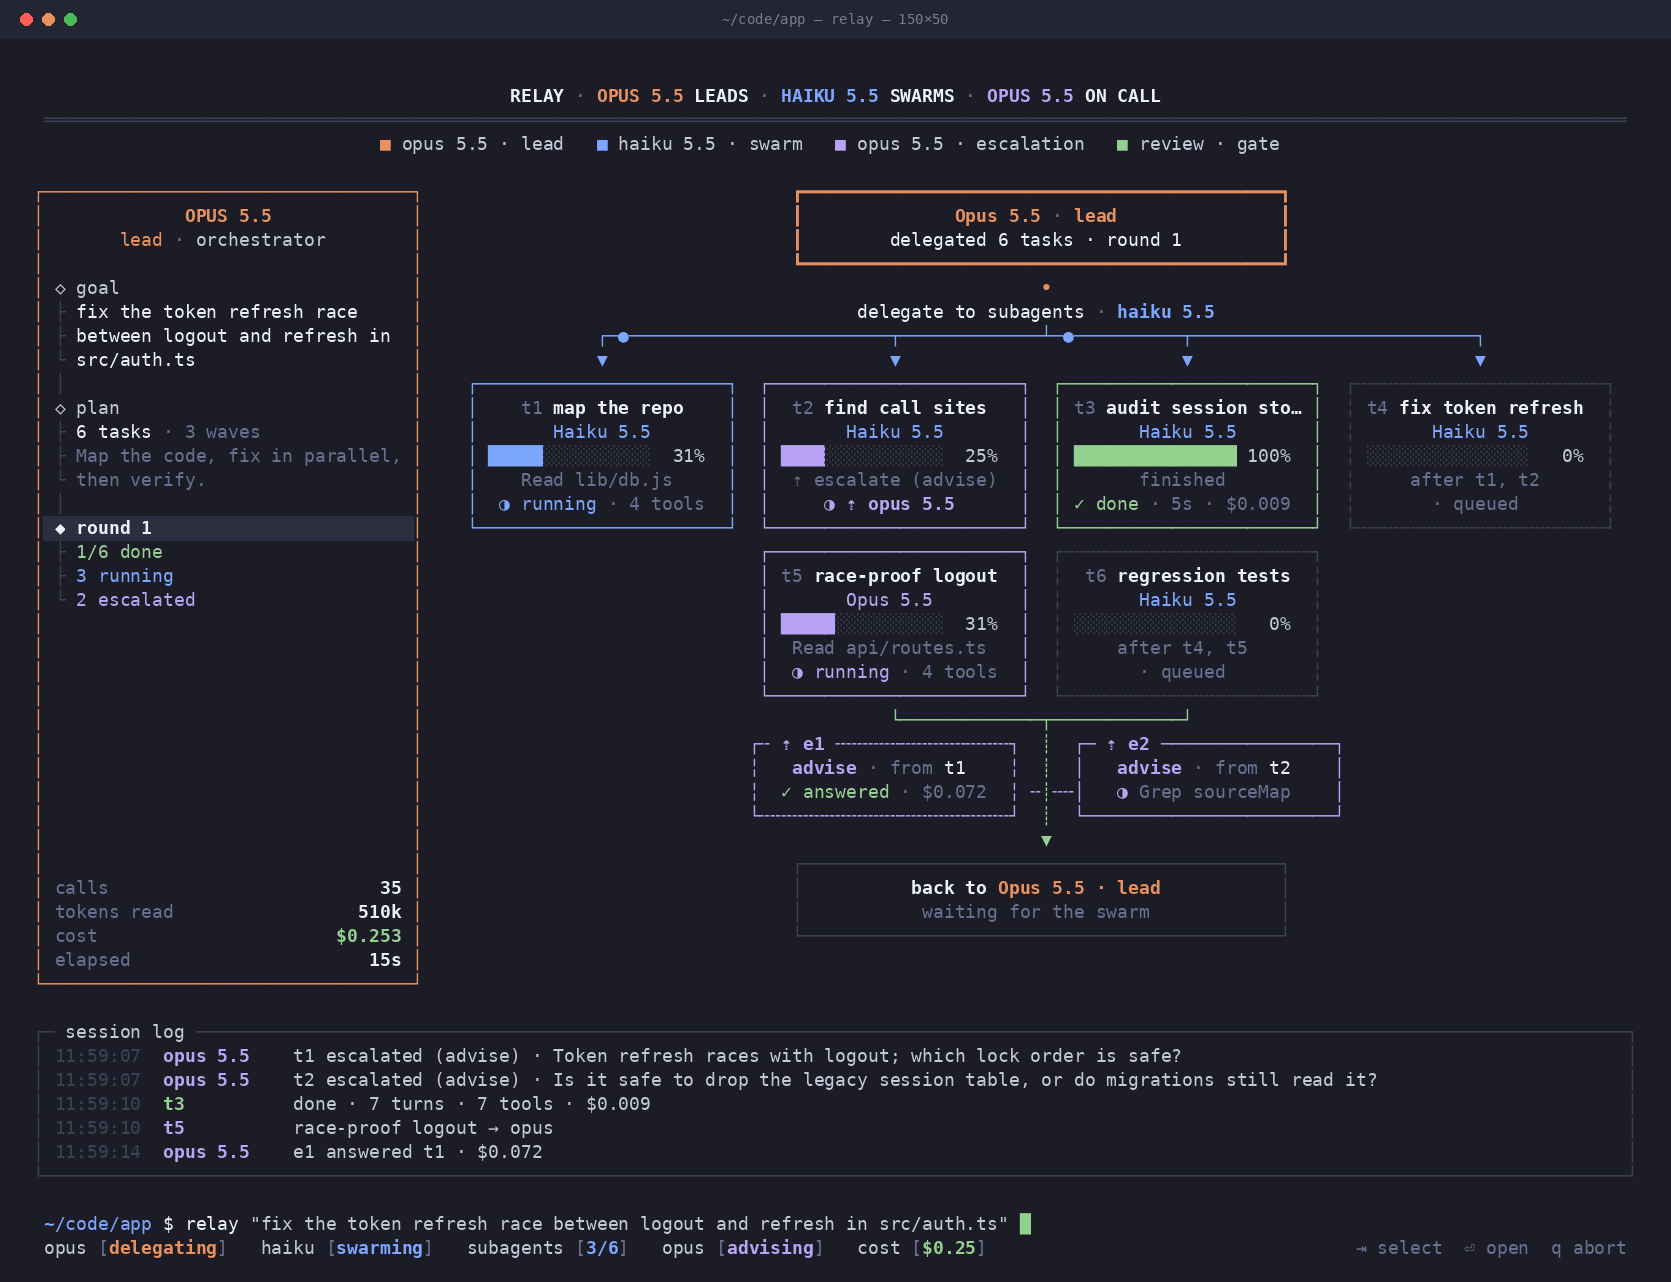 ~/code/app — relay — 150×50
RELAY · OPUS 5.5 LEADS · HAIKU 5.5 SWARMS · OPUS 5.5 ON CALL
■ opus 5.5 · lead ■ haiku 5.5 · swarm ■ opus 5.5 · escalation ■ review · gate
OPUS 5.5
lead · orchestrator
◇ goal
fix the token refresh race
between logout and refresh in
src/auth.ts
◇ plan
6 tasks · 3 waves
Map the code, fix in parallel,
then verify.
◆ round 1
1/6 done
3 running
2 escalated
calls 35
tokens read 510k
cost $0.253
elapsed 15s
Opus 5.5 · lead
delegated 6 tasks · round 1
delegate to subagents · haiku 5.5
t1 map the repo
Haiku 5.5
31%
Read lib/db.js
◑ running · 4 tools
t2 find call sites
Haiku 5.5
25%
⇡ escalate (advise)
◑ ⇡ opus 5.5
t3 audit session sto…
Haiku 5.5
100%
finished
✓ done · 5s · $0.009
t4 fix token refresh
Haiku 5.5
0%
after t1, t2
· queued
t5 race-proof logout
Opus 5.5
31%
Read api/routes.ts
◑ running · 4 tools
t6 regression tests
Haiku 5.5
0%
after t4, t5
· queued
⇡ e1
advise · from t1
✓ answered · $0.072
⇡ e2
advise · from t2
◑ Grep sourceMap
back to Opus 5.5 · lead
waiting for the swarm
session log
11:59:07 opus 5.5 t1 escalated (advise) · Token refresh races with logout; which lock order is safe?
11:59:07 opus 5.5 t2 escalated (advise) · Is it safe to drop the legacy session table, or do migrations still read it?
11:59:10 t3 done · 7 turns · 7 tools · $0.009
11:59:10 t5 race-proof logout → opus
11:59:14 opus 5.5 e1 answered t1 · $0.072
~/code/app $ relay "fix the token refresh race between logout and refresh in src/auth.ts"
opus [delegating] haiku [swarming] subagents [3/6] opus [advising] cost [$0.25] ⇥ select ⏎ open q abort